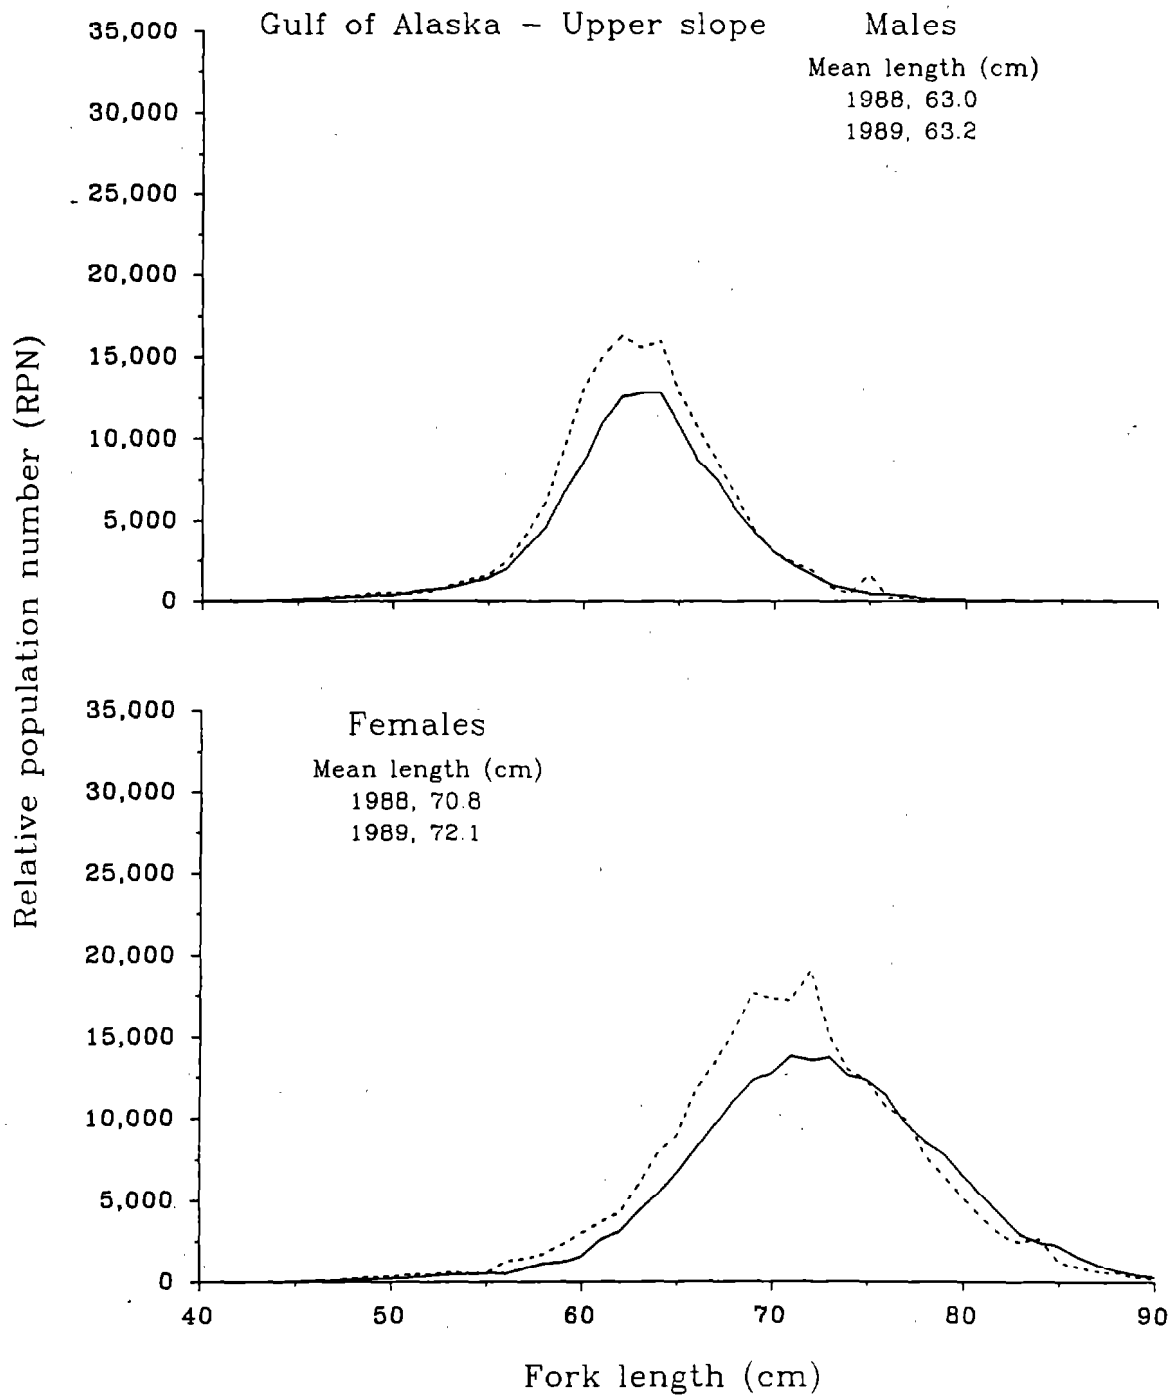 Gulf of Alaska – Upper slope
Males
Mean length (cm)
1988, 63.0
1989, 63.2
35,000
30,000
25,000
20,000
15,000
10,000
5,000
0
Relative population number (RPN)
Females
Mean length (cm)
1988, 70.8
1989, 72.1
35,000
30,000
25,000
20,000
15,000
10,000
5,000
0
40 50 60 70 80 90
Fork length (cm)